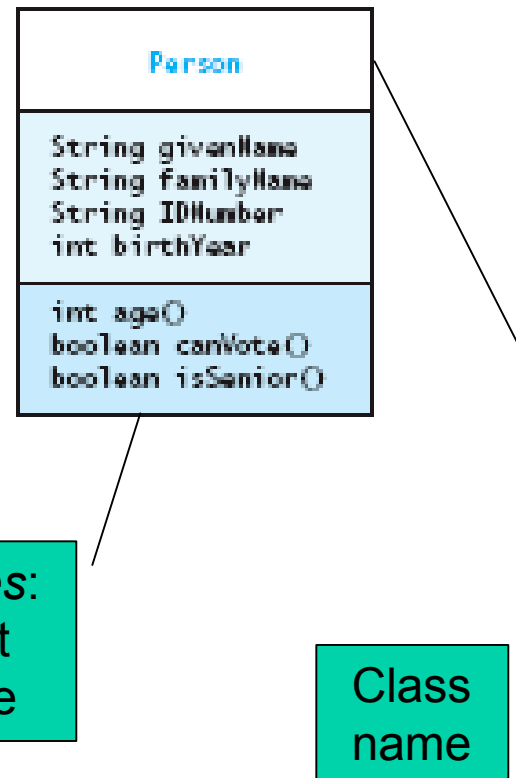 Person
String givenName
String familyName
String IDNumber
int birthYear
int age()
boolean canVote()
boolean isSenior()
s:
t
e
Class
name